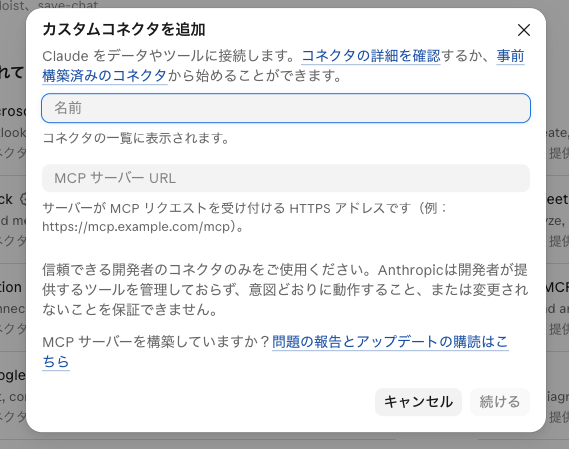 loist, save-chat
カスタムコネクタを追加
Claude をデータやツールに接続します。コネクタの詳細を確認するか、事前
構築済みのコネクタから始めることができます。
名前
コネクタの一覧に表示されます。
MCP サーバー URL
サーバーが MCP リクエストを受け付ける HTTPS アドレスです（例：
https://mcp.example.com/mcp）。
信頼できる開発者のコネクタのみをご使用ください。Anthropicは開発者が提
供するツールを管理しておらず、意図どおりに動作すること、または変更され
ないことを保証できません。
MCP サーバーを構築していますか？問題の報告とアップデートの購読はこ
ちら
キャンセル
続ける